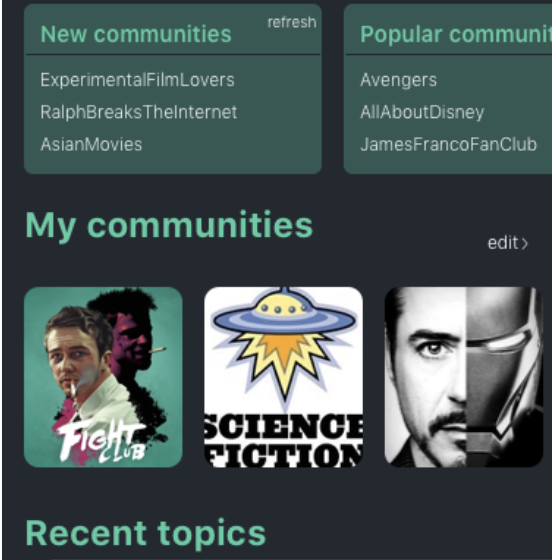 New communities
refresh
ExperimentalFilmLovers
RalphBreaksTheInternet
AsianMovies
Popular communit
Avengers
AllAboutDisney
JamesFrancoFanClub
My communities
edit>
FIGHT
CLUB
SCIENCE
FICTION
Recent topics